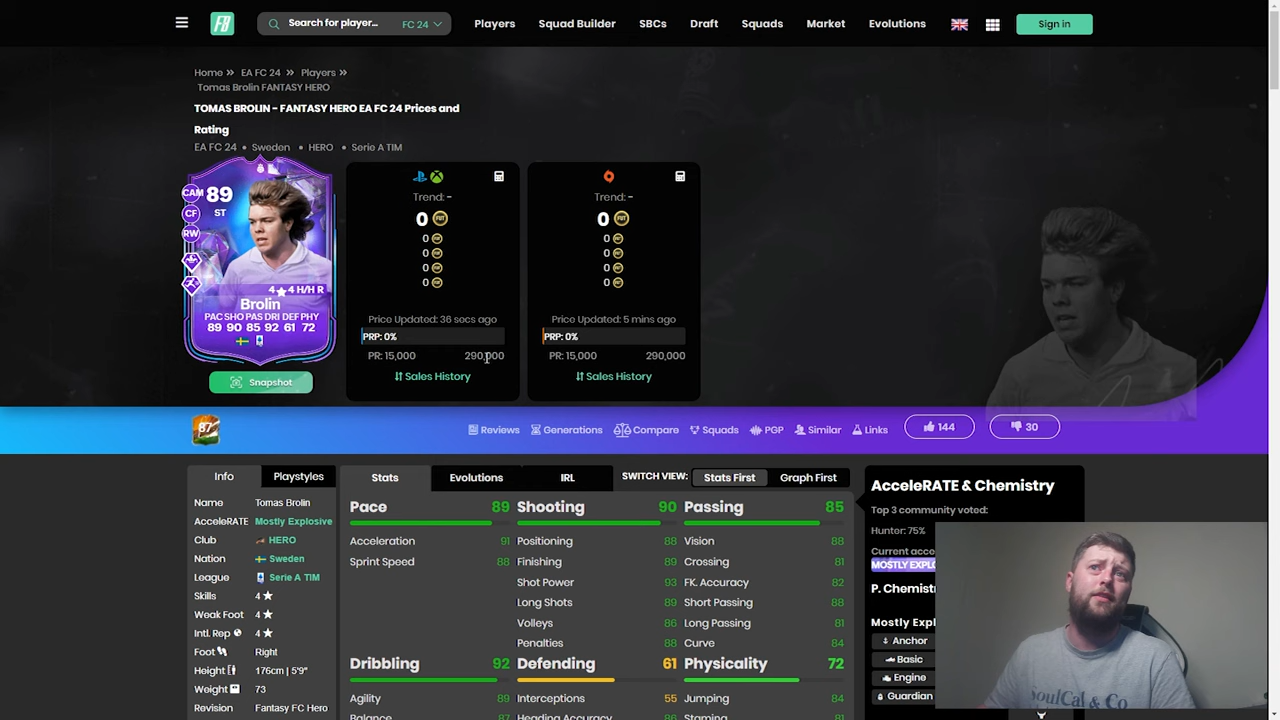 FB
Search for player...
FC 24
Players
Squad Builder
SBCs
Draft
Squads
Market
Evolutions
Sign in
Home » EA FC 24 » Players »
Tomas Brolin FANTASY HERO
TOMAS BROLIN - FANTASY HERO EA FC 24 Prices and
Rating
EA FC 24 • Sweden • HERO • Serie A TIM
CAM
89
ST
CF
RW
4★ 4 H/H R
Brolin
PAC SHO PAS DRI DEF PHY
89 90 85 92 61 72
Snapshot
Trend: -
0
0
0
0
0
Price Updated: 36 secs ago
PRP: 0%
PR: 15,000 290,000
Sales History
Trend: -
0
0
0
0
0
Price Updated: 5 mins ago
PRP: 0%
PR: 15,000 290,000
Sales History
87
Reviews
Generations
Compare
Squads
PGP
Similar
Links
144
30
Info
Playstyles
Name Tomas Brolin
AcceleRATE Mostly Explosive
Club HERO
Nation Sweden
League Serie A TIM
Skills 4
Weak Foot 4
Intl. Rep 4
Foot Right
Height 176cm | 5'9"
Weight 73
Revision Fantasy FC Hero
Stats
Evolutions
IRL
SWITCH VIEW:
Stats First
Graph First
Pace 89
Acceleration 91
Sprint Speed 88
Shooting 90
Positioning 88
Finishing 89
Shot Power 93
Long Shots 89
Volleys 86
Penalties 88
Passing 85
Vision 88
Crossing 81
FK. Accuracy 82
Short Passing 88
Long Passing 81
Curve 84
Dribbling 92
Agility 89
Defending 61
Interceptions 55
Physicality 72
Jumping 84
AcceleRATE & Chemistry
Top 3 community voted:
Hunter: 75%
Current acce
MOSTLY EXPLO
P. Chemistr
Mostly Expl
Anchor
Basic
Engine
Guardian
SoulCal & Co